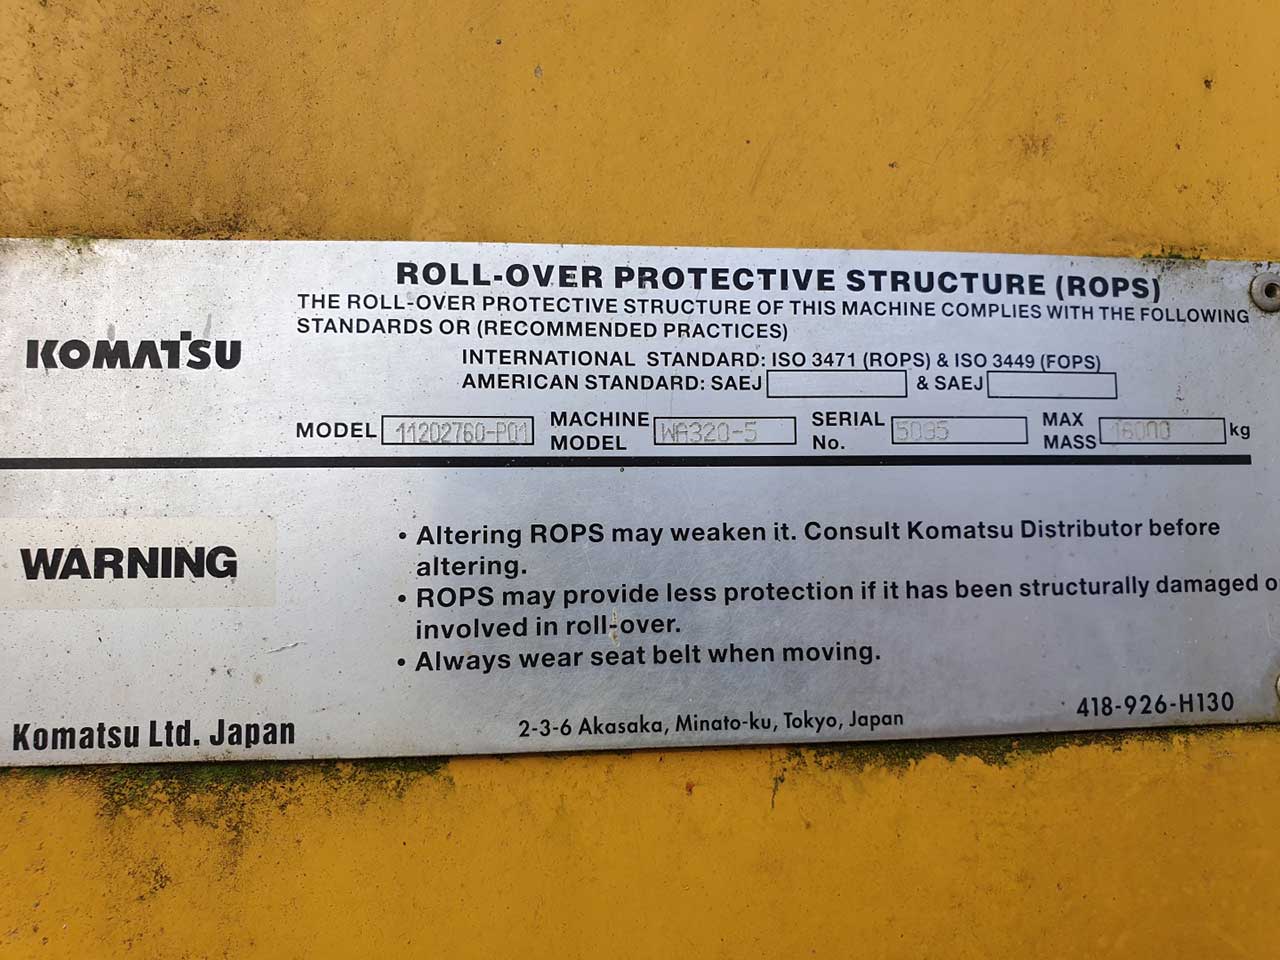 ROLL-OVER PROTECTIVE STRUCTURE (ROPS)
THE ROLL-OVER PROTECTIVE STRUCTURE OF THIS MACHINE COMPLIES WITH THE FOLLOWING
STANDARDS OR (RECOMMENDED PRACTICES)
KOMATSU
INTERNATIONAL STANDARD: ISO 3471 (ROPS) & ISO 3449 (FOPS)
AMERICAN STANDARD: SAEJ & SAEJ
MODEL 11202760-P01 MACHINE MODEL WA320-5 SERIAL No. 5095 MAX MASS 16000 kg
WARNING
• Altering ROPS may weaken it. Consult Komatsu Distributor before
altering.
• ROPS may provide less protection if it has been structurally damaged o
involved in roll-over.
• Always wear seat belt when moving.
Komatsu Ltd. Japan
2-3-6 Akasaka, Minato-ku, Tokyo, Japan
418-926-H130